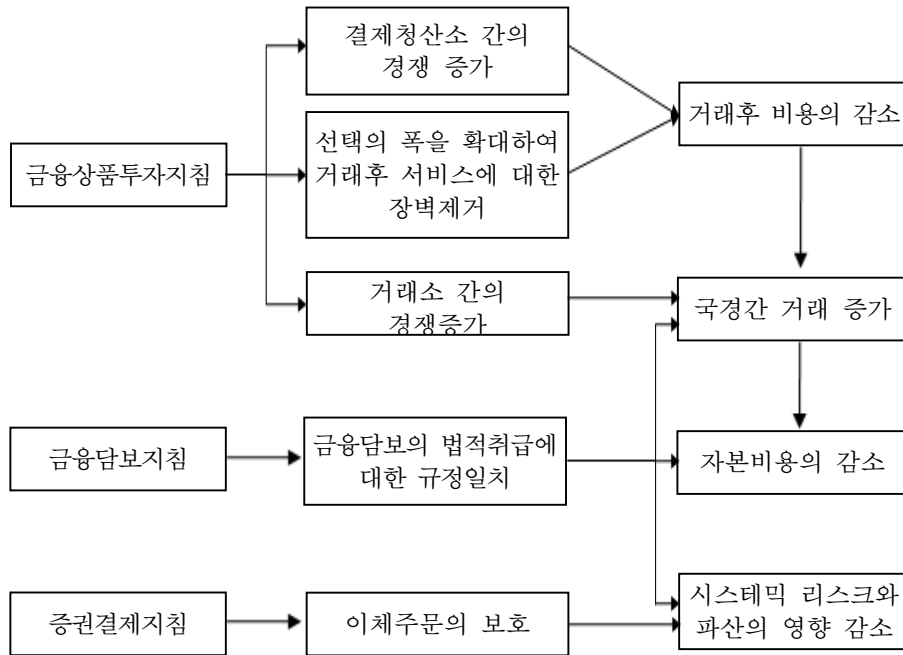 결제청산소 간의
경쟁 증가
거래후 비용의 감소
금융상품투자지침
선택의 폭을 확대하여
거래후 서비스에 대한
장벽제거
거래소 간의
경쟁증가
국경간 거래 증가
금융담보지침
금융담보의 법적취급에
대한 규정일치
자본비용의 감소
증권결제지침
이체주문의 보호
시스테믹 리스크와
파산의 영향 감소